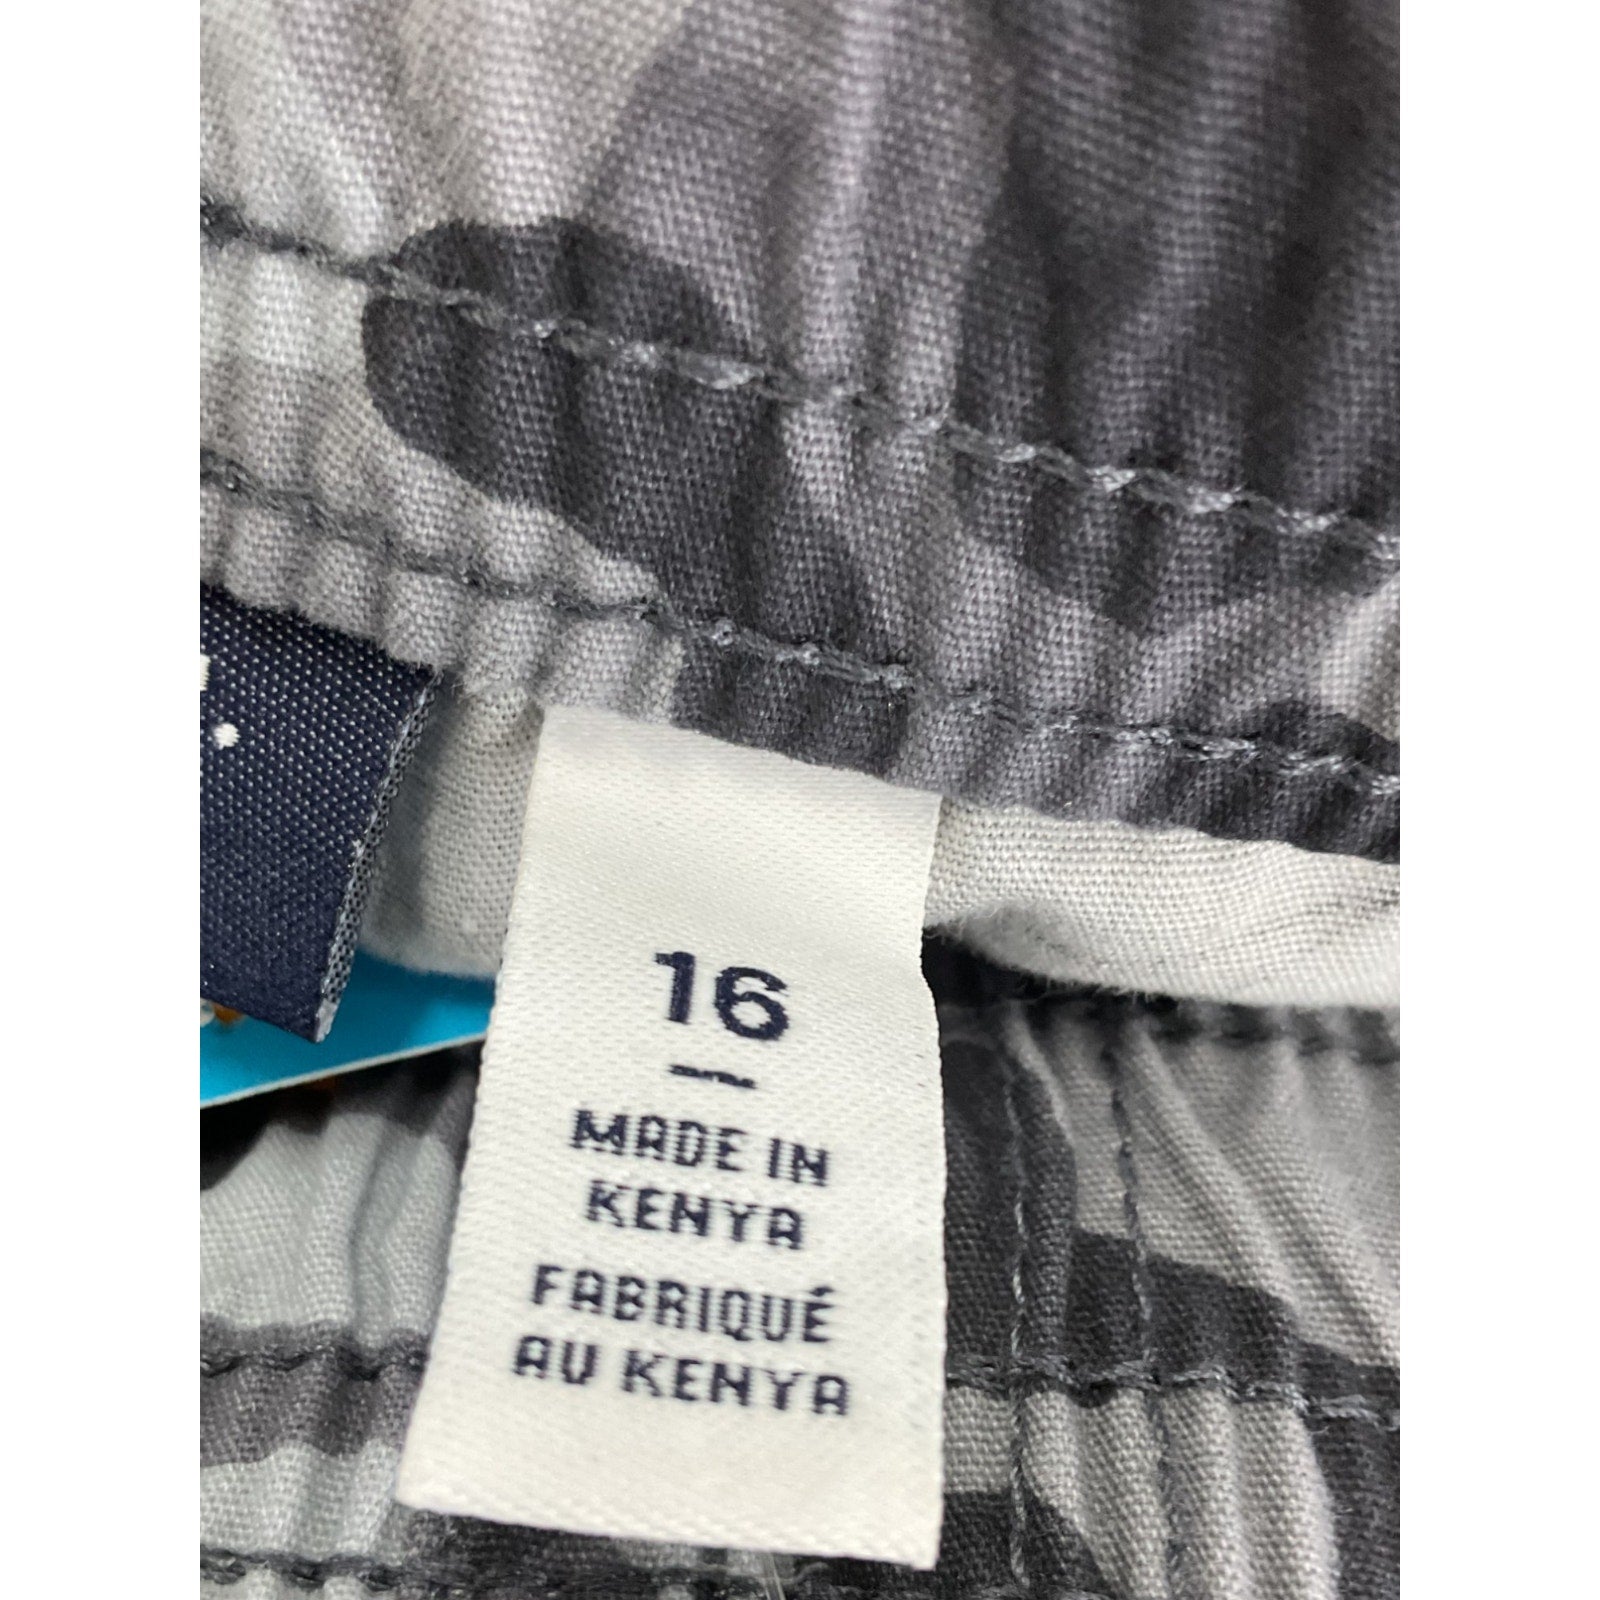 16
MADE IN
KENYA
FABRIQUÉ
AU KENYA